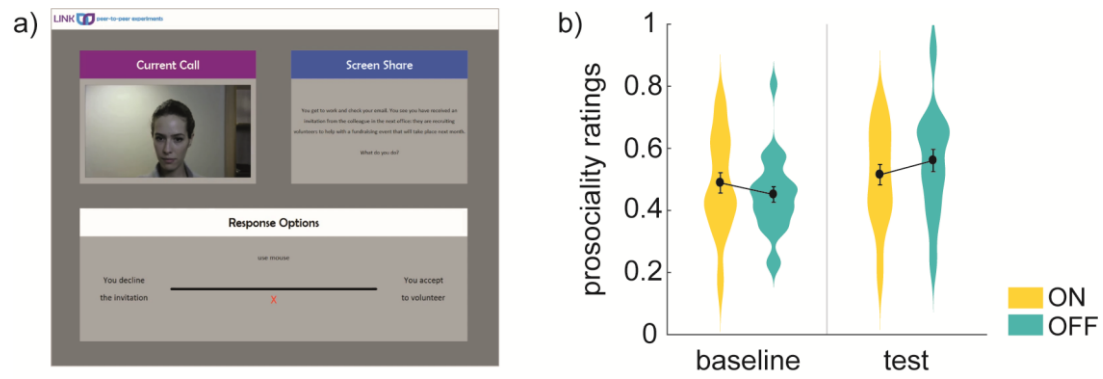 a)
LINK peer-to-peer experiments
Current Call
Screen Share
You get to work and check your email. You see you have received an
invitation from the colleague in the next office: they are recruiting
volunteers to help with a fundraising event that will take place next month.
What do you do?
Response Options
use mouse
You decline
the invitation
You accept
to volunteer
X
b)
prosociality ratings
1
0.8
0.6
0.4
0.2
0
baseline
test
ON
OFF